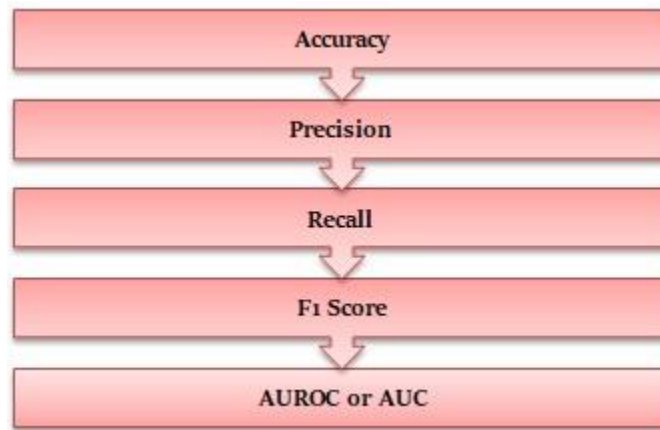 Accuracy
Precision
Recall
F1 Score
AUROC or AUC